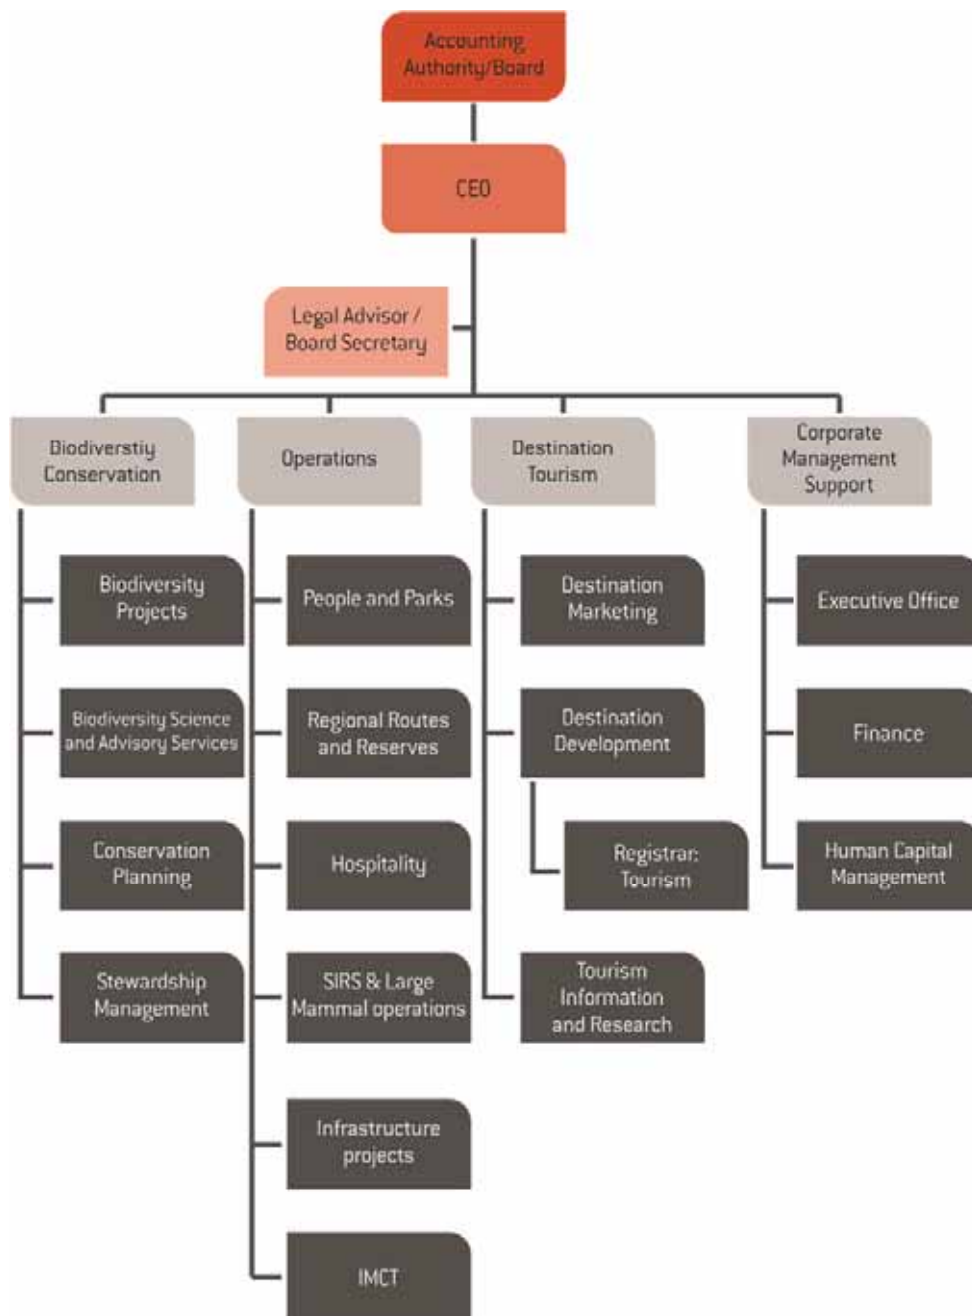 Accounting
Authority/Board
CEO
Legal Advisor /
Board Secretary
Biodiverstiy
Conservation
Operations
Destination
Tourism
Corporate
Management
Support
Biodiversity
Projects
People and Parks
Destination
Marketing
Executive Office
Biodiversity Science
and Advisory Services
Regional Routes
and Reserves
Destination
Development
Finance
Conservation
Planning
Hospitality
Registrar:
Tourism
Human Capital
Management
Stewardship
Management
SIRS & Large
Mammal operations
Tourism
Information
and Research
Infrastructure
projects
IMCT